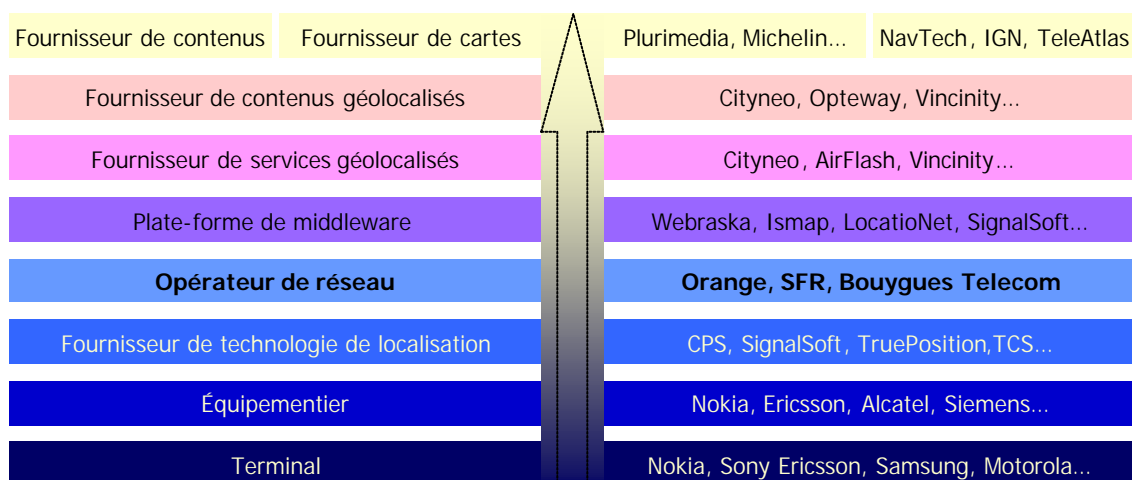 Fournisseur de contenus Fournisseur de cartes Plurimedia, Michelin... NavTech, IGN, TeleAtlas
Fournisseur de contenus géolocalisés Cityneo, Opteway, Vincinity...
Fournisseur de services géolocalisés Cityneo, AirFlash, Vincinity...
Plate-forme de middleware Webraska, Ismap, LocatioNet, SignalSoft...
Opérateur de réseau Orange, SFR, Bouygues Telecom
Fournisseur de technologie de localisation CPS, SignalSoft, TruePosition,TCS...
Équipementier Nokia, Ericsson, Alcatel, Siemens...
Terminal Nokia, Sony Ericsson, Samsung, Motorola...